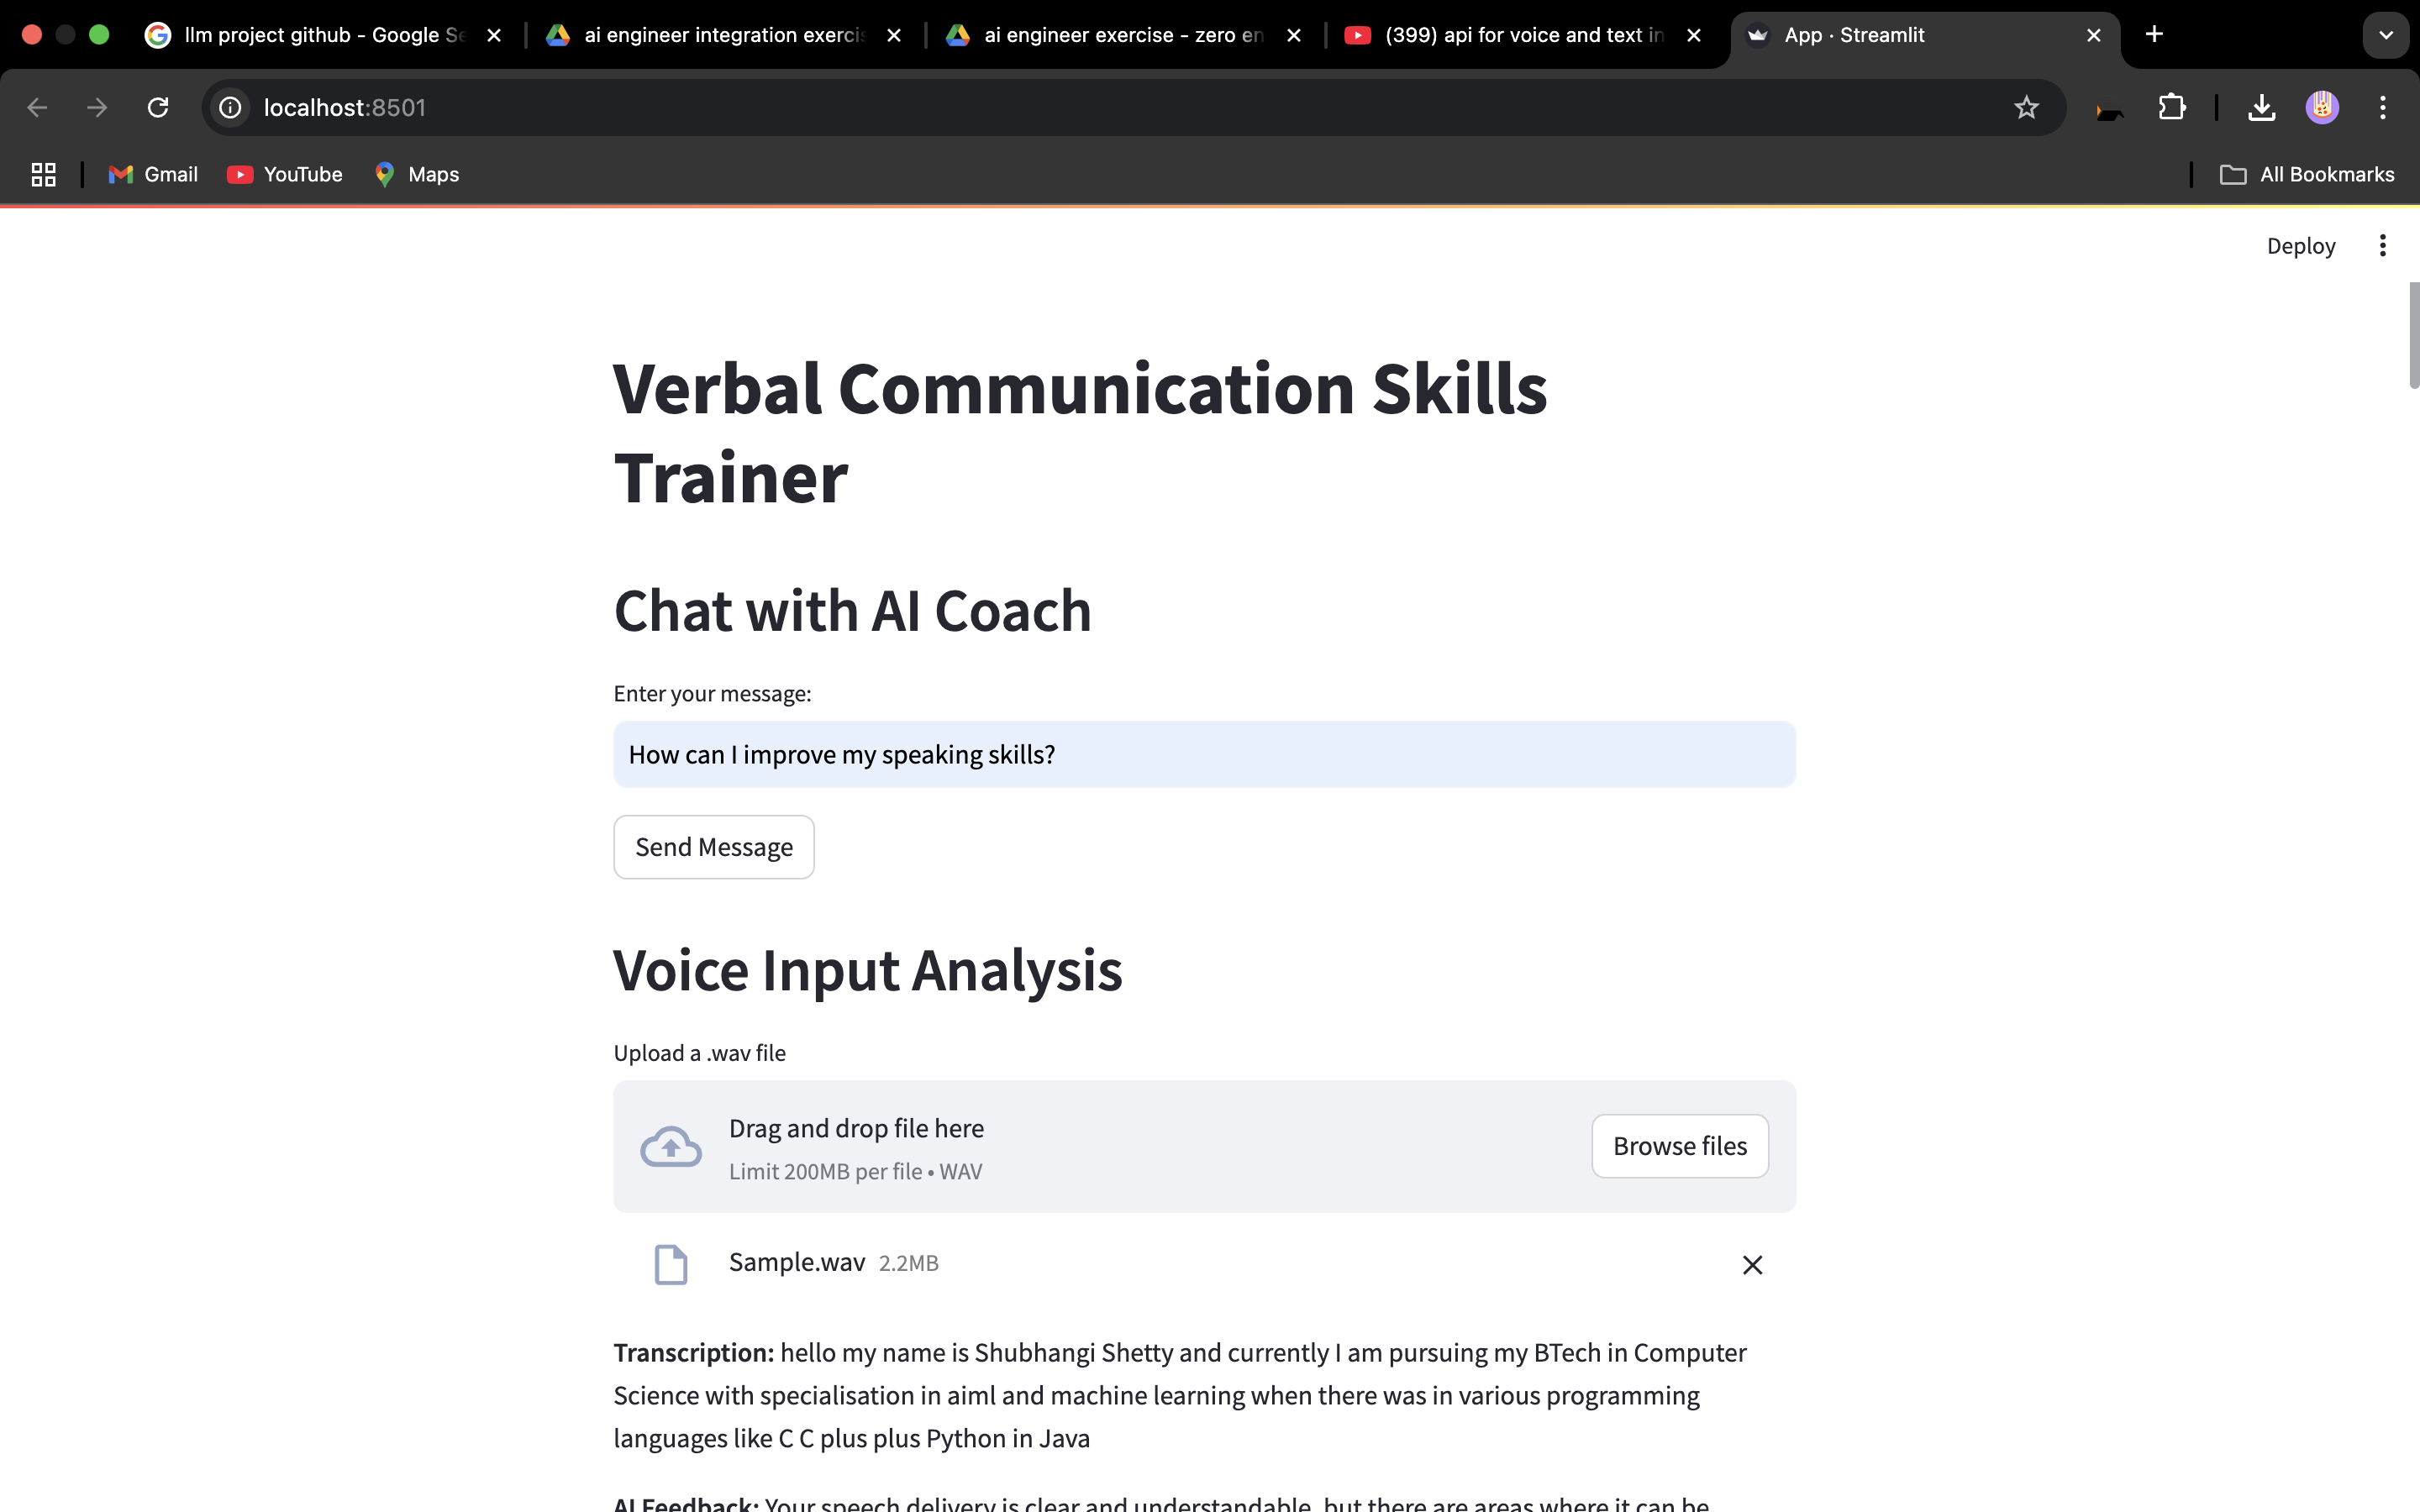 llm project github - Google Se
ai engineer integration exercis
ai engineer exercise - zero en
(399) api for voice and text in
App · Streamlit
localhost:8501
Gmail
YouTube
Maps
All Bookmarks
Deploy
Verbal Communication Skills
Trainer
Chat with AI Coach
Enter your message:
How can I improve my speaking skills?
Send Message
Voice Input Analysis
Upload a .wav file
Drag and drop file here
Limit 200MB per file • WAV
Browse files
Sample.wav 2.2MB
Transcription: hello my name is Shubhangi Shetty and currently I am pursuing my BTech in Computer
Science with specialisation in aiml and machine learning when there was in various programming
languages like C C plus plus Python in Java
AI Feedback: Your speech delivery is clear and understandable, but there are areas where it can be